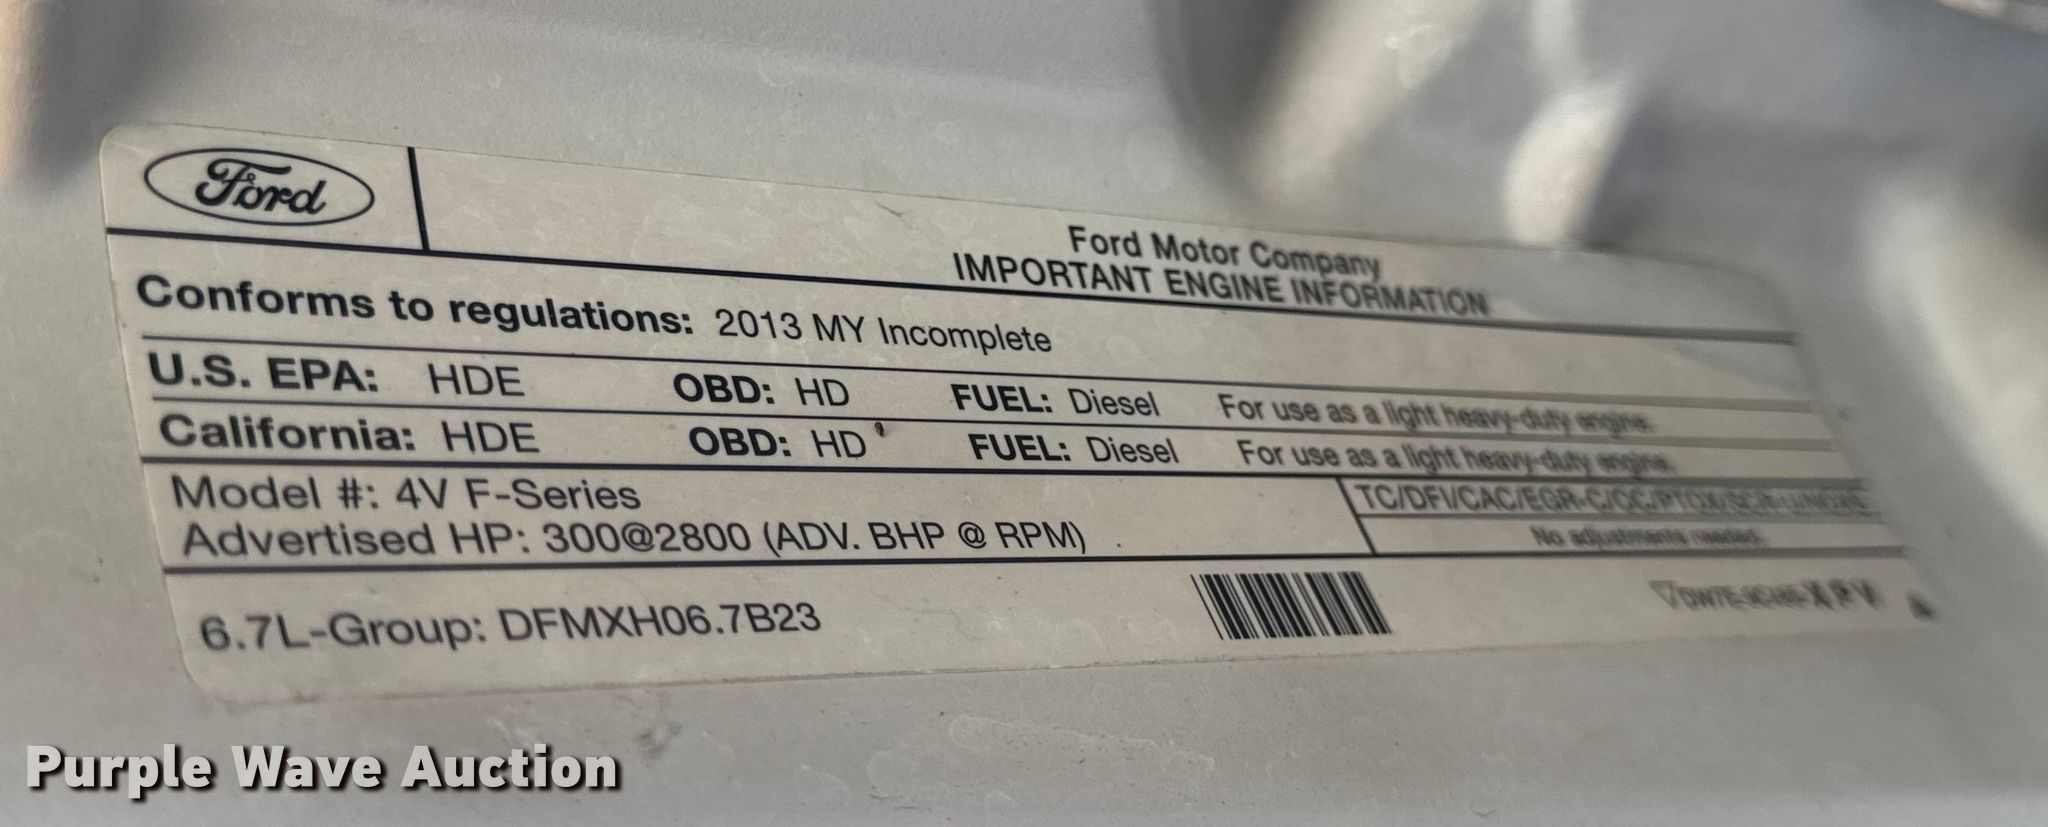 Ford
Ford Motor Company
IMPORTANT ENGINE INFORMATION
Conforms to regulations: 2013 MY Incomplete
U.S. EPA: HDE OBD: HD FUEL: Diesel For use as a light heavy-duty engine.
California: HDE OBD: HD FUEL: Diesel For use as a light heavy-duty engine.
Model #: 4V F-Series
Advertised HP: 300@2800 (ADV. BHP @ RPM)
No adjustments needed.
6.7L-Group: DFMXH06.7B23
Purple Wave Auction